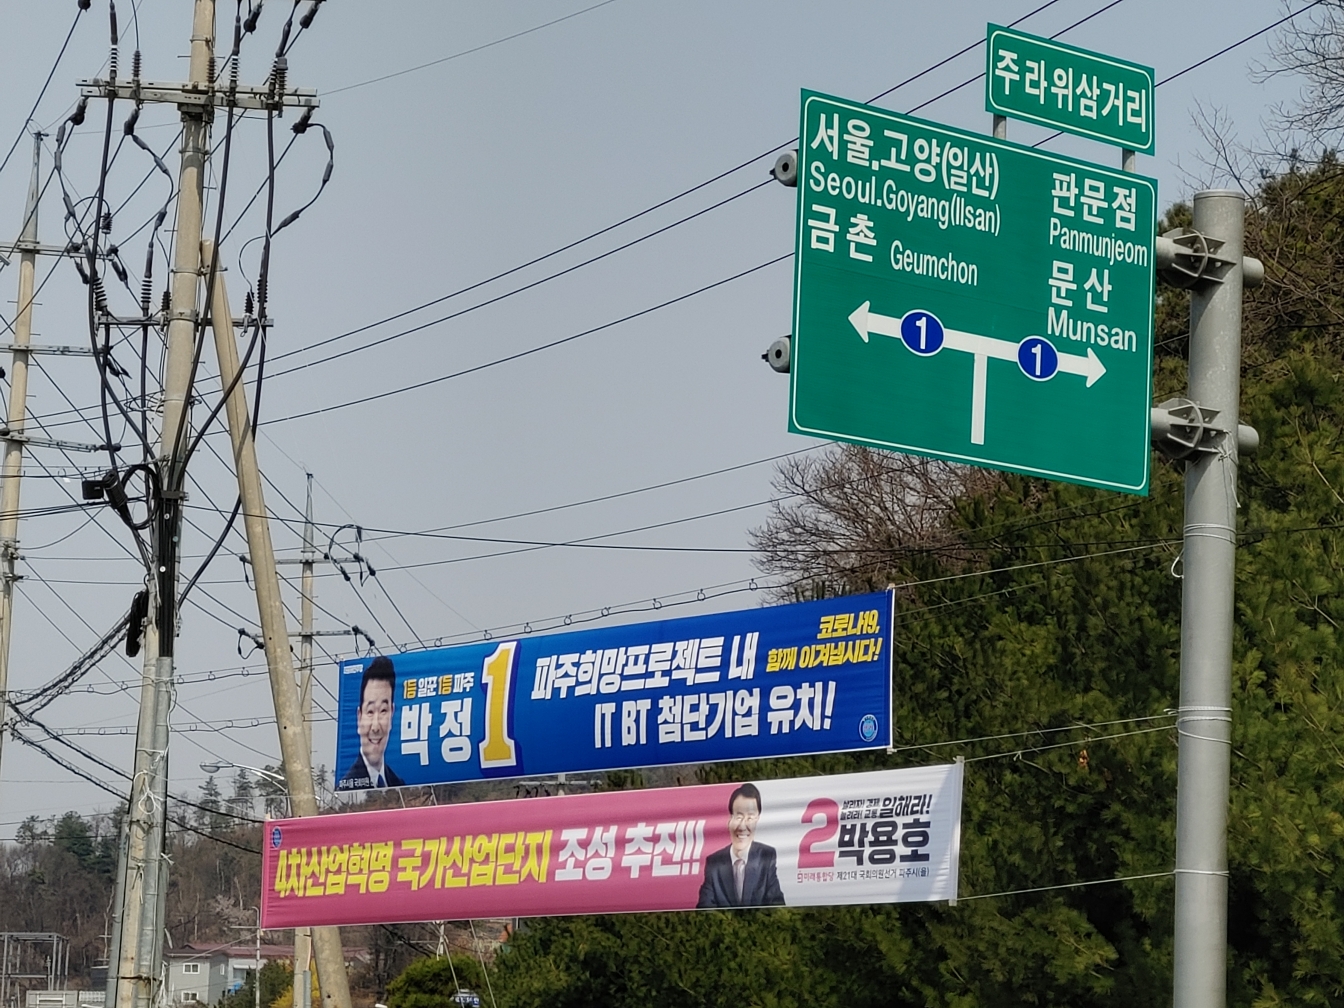 주라위삼거리
서울.고양(일산)
Seoul.Goyang(Ilsan)
금촌 Geumchon
판문점
Panmunjeom
문산
Munsan
1
1
1등 일꾼 1등 파주
박정
1
파주희망프로젝트 내
IT BT 첨단기업 유치!
코로나19,
함께 이겨냅시다!
4차산업혁명 국가산업단지 조성 추진!!
2
살리자! 경제
일해라!
박용호
미래통합당 제21대 국회의원선거 파주시(을)